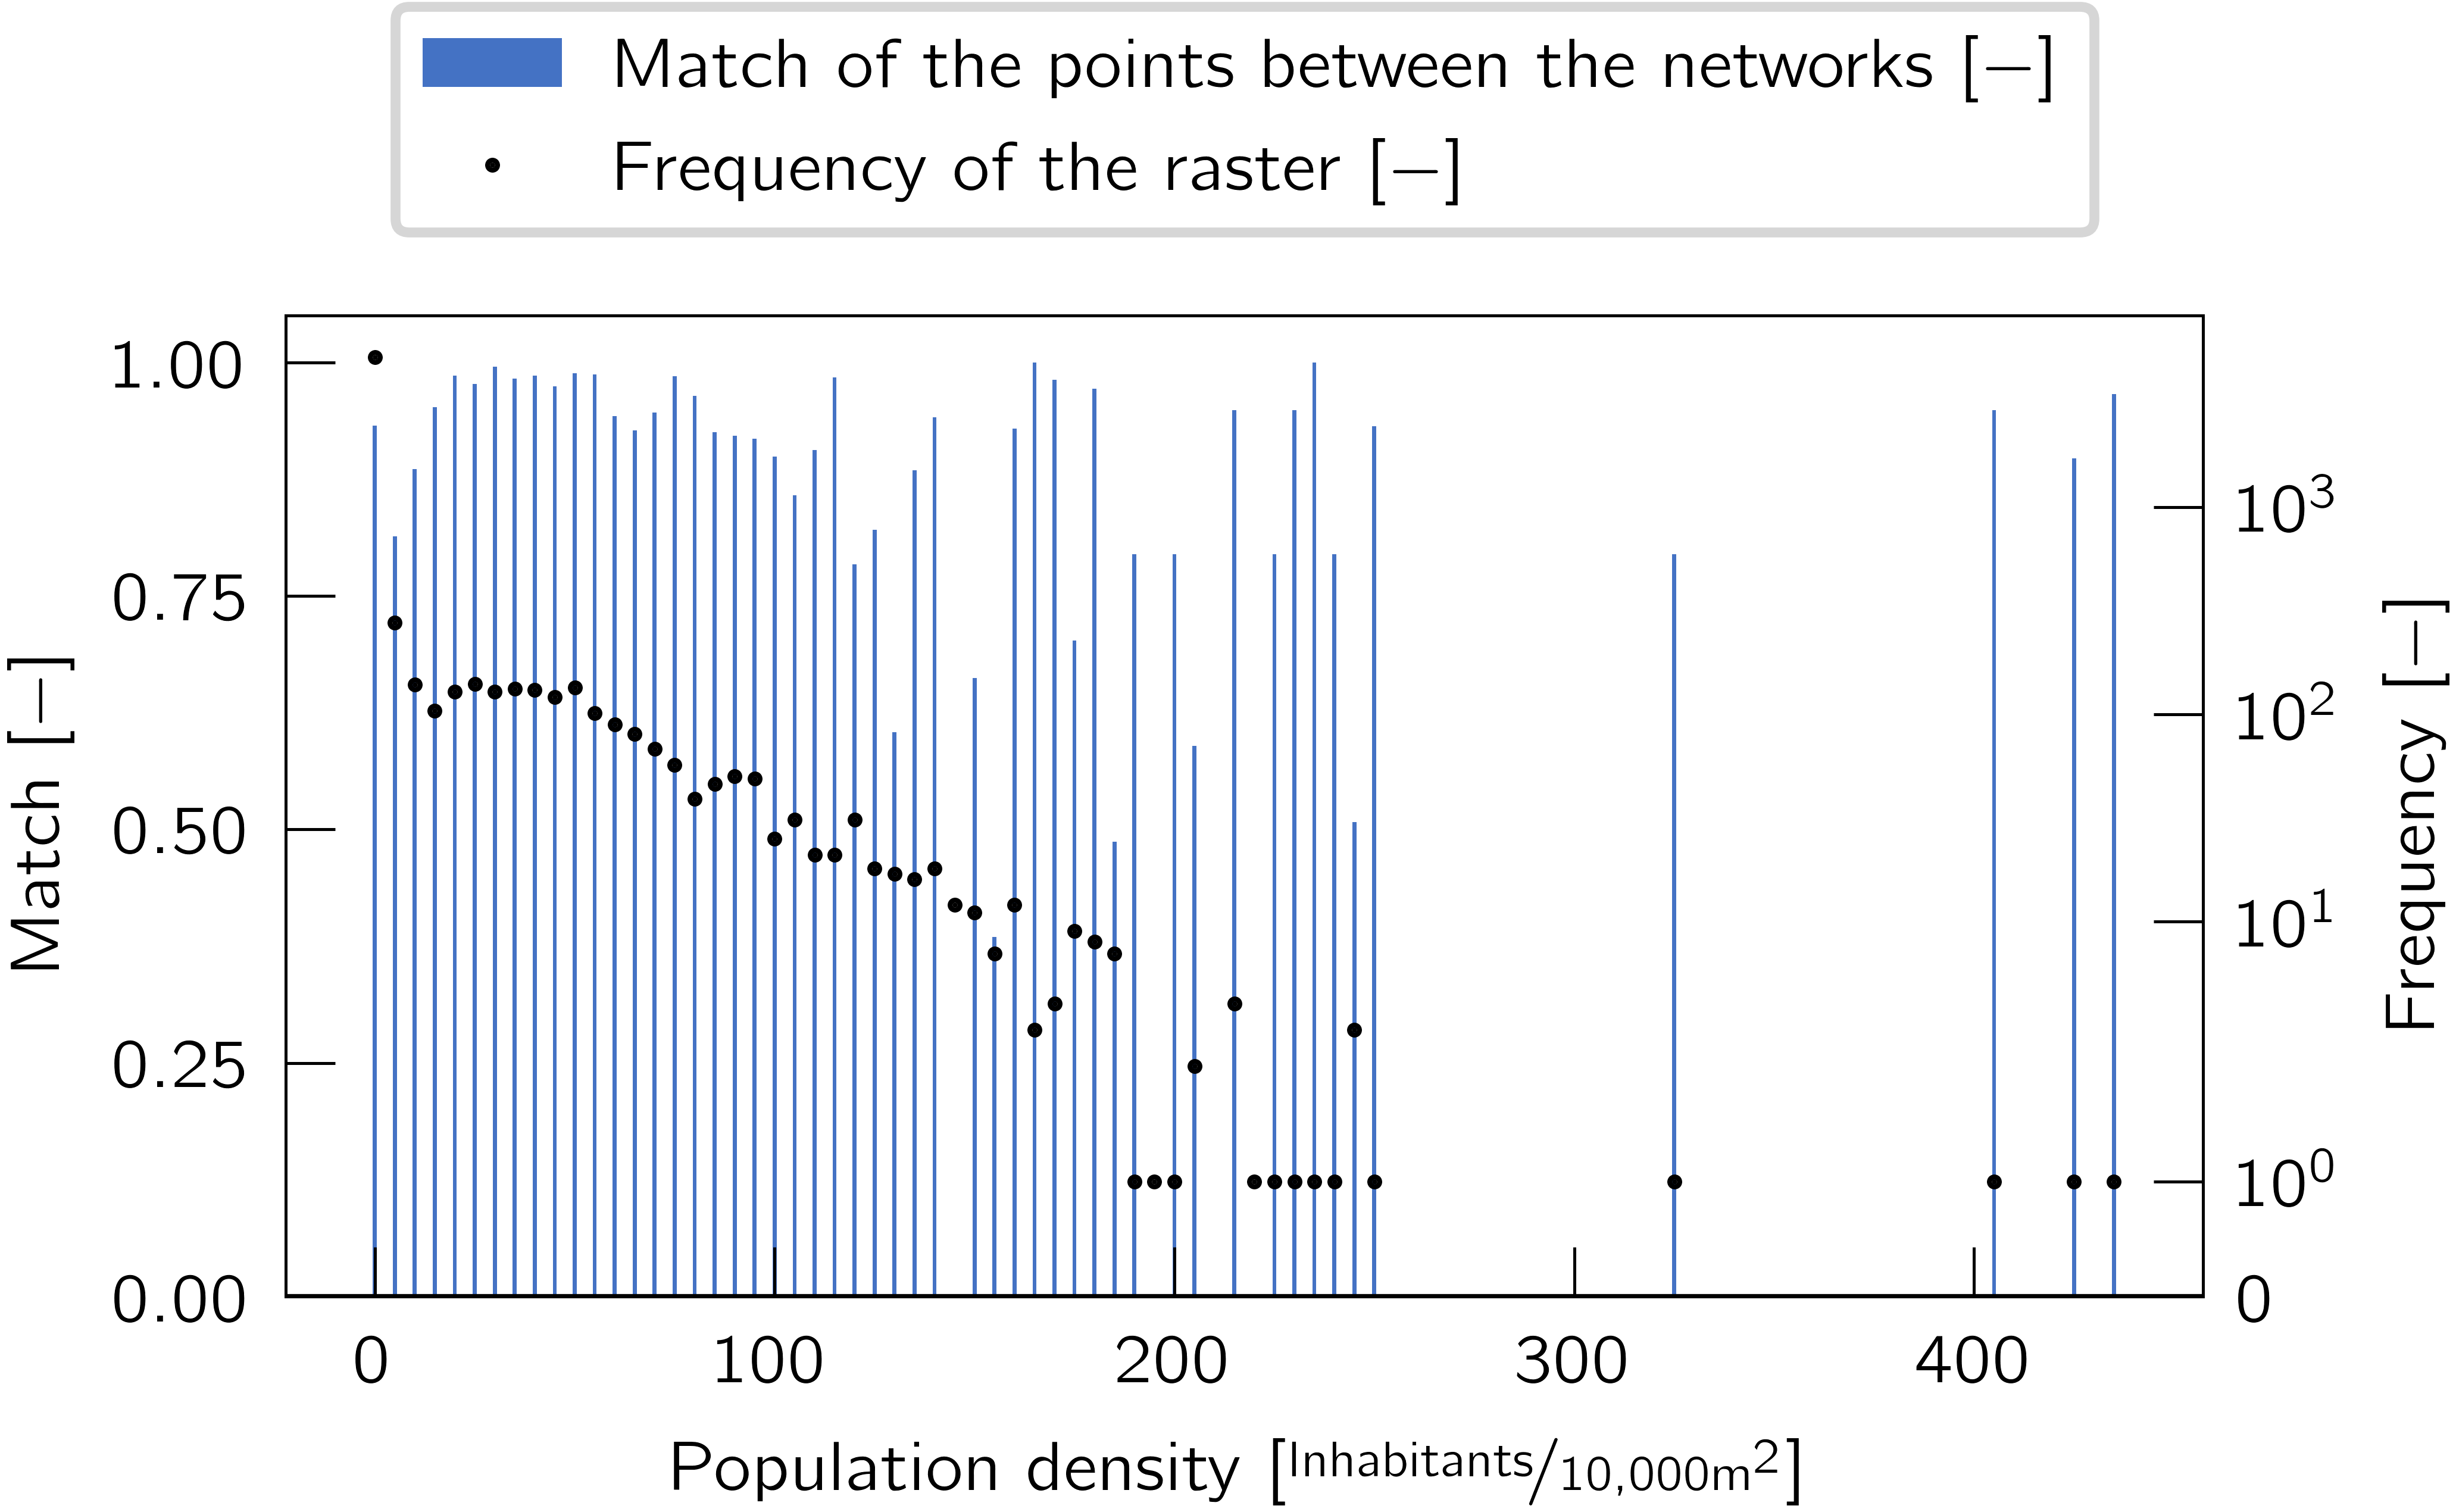 Match of the points between the networks [−]
Frequency of the raster [−]
1.00
0.75
0.50
0.25
0.00
Match [−]
10³
10²
10¹
10⁰
0
Frequency [−]
0 100 200 300 400
Population density [Inhabitants/10,000m²]